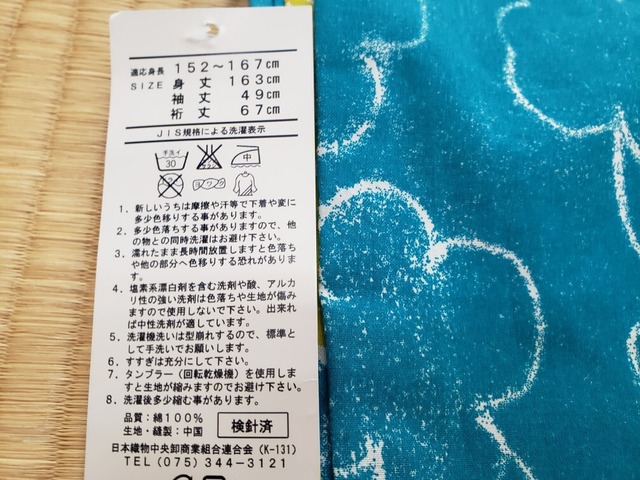 適応身長 152～167cm
SIZE 身丈 163cm
袖丈 49cm
裄丈 67cm
JIS規格による洗濯表示
手洗イ
30
中
ヨワク
1．新しいうちは摩擦や汗等で下着や変に
多少色移りする事があります。
2．多少色落ちする事がありますので、他
の物との同時洗濯はお避け下さい。
3．濡れたまま長時間放置しますと色落ち
や他の部分へ色移りする恐れがありま
す。
4．塩素系漂白剤を含む洗剤や酸、アルカ
リ性の強い洗剤は色落ちや生地が傷み
ますので使用しないで下さい。出来れ
ば中性洗剤が適しています。
5．洗濯機洗いは型崩れするので、標準と
して手洗いでお願いします。
6．すすぎは充分にして下さい。
7．タンブラー（回転乾燥機）を使用しま
すと生地が縮みますのでお避け下さい。
8．洗濯後多少縮む事があります。
品質：綿100％
生地・縫製：中国
検針済
日本織物中央卸商業組合連合会（K-131）
TEL（075）344-3121